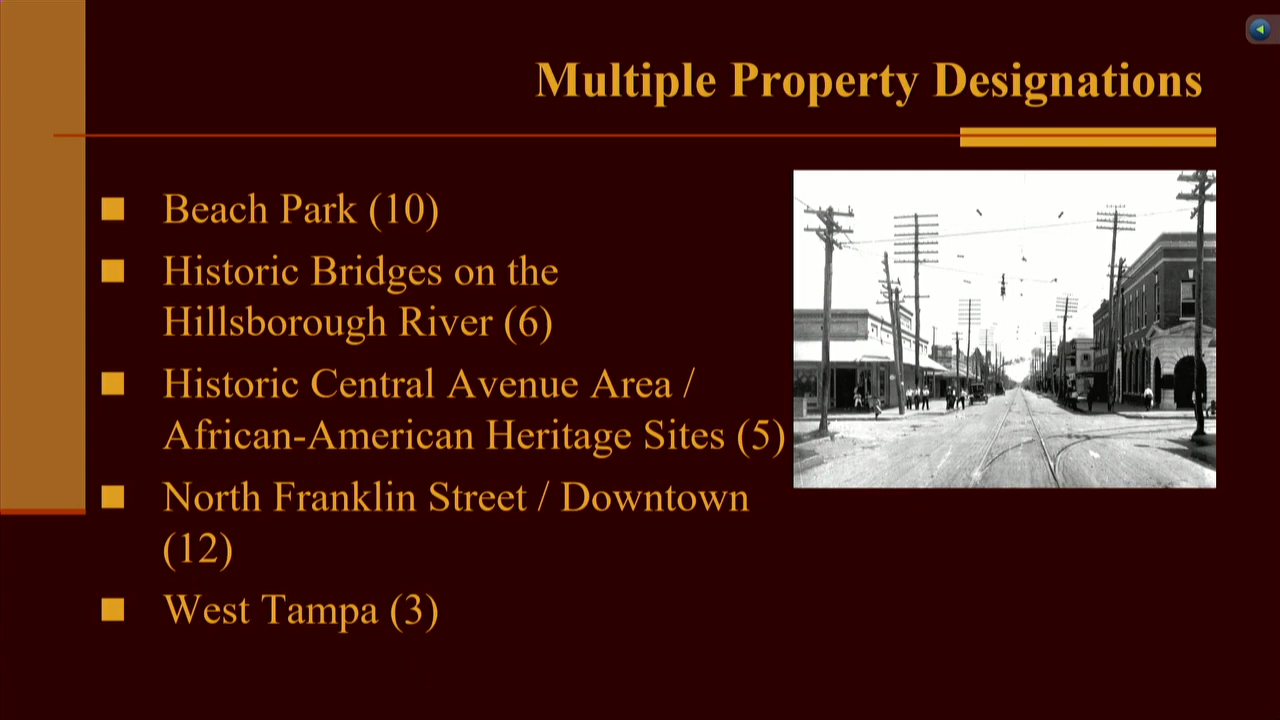 Multiple Property Designations
Beach Park (10)
Historic Bridges on the
Hillsborough River (6)
Historic Central Avenue Area /
African-American Heritage Sites (5)
North Franklin Street / Downtown
(12)
West Tampa (3)